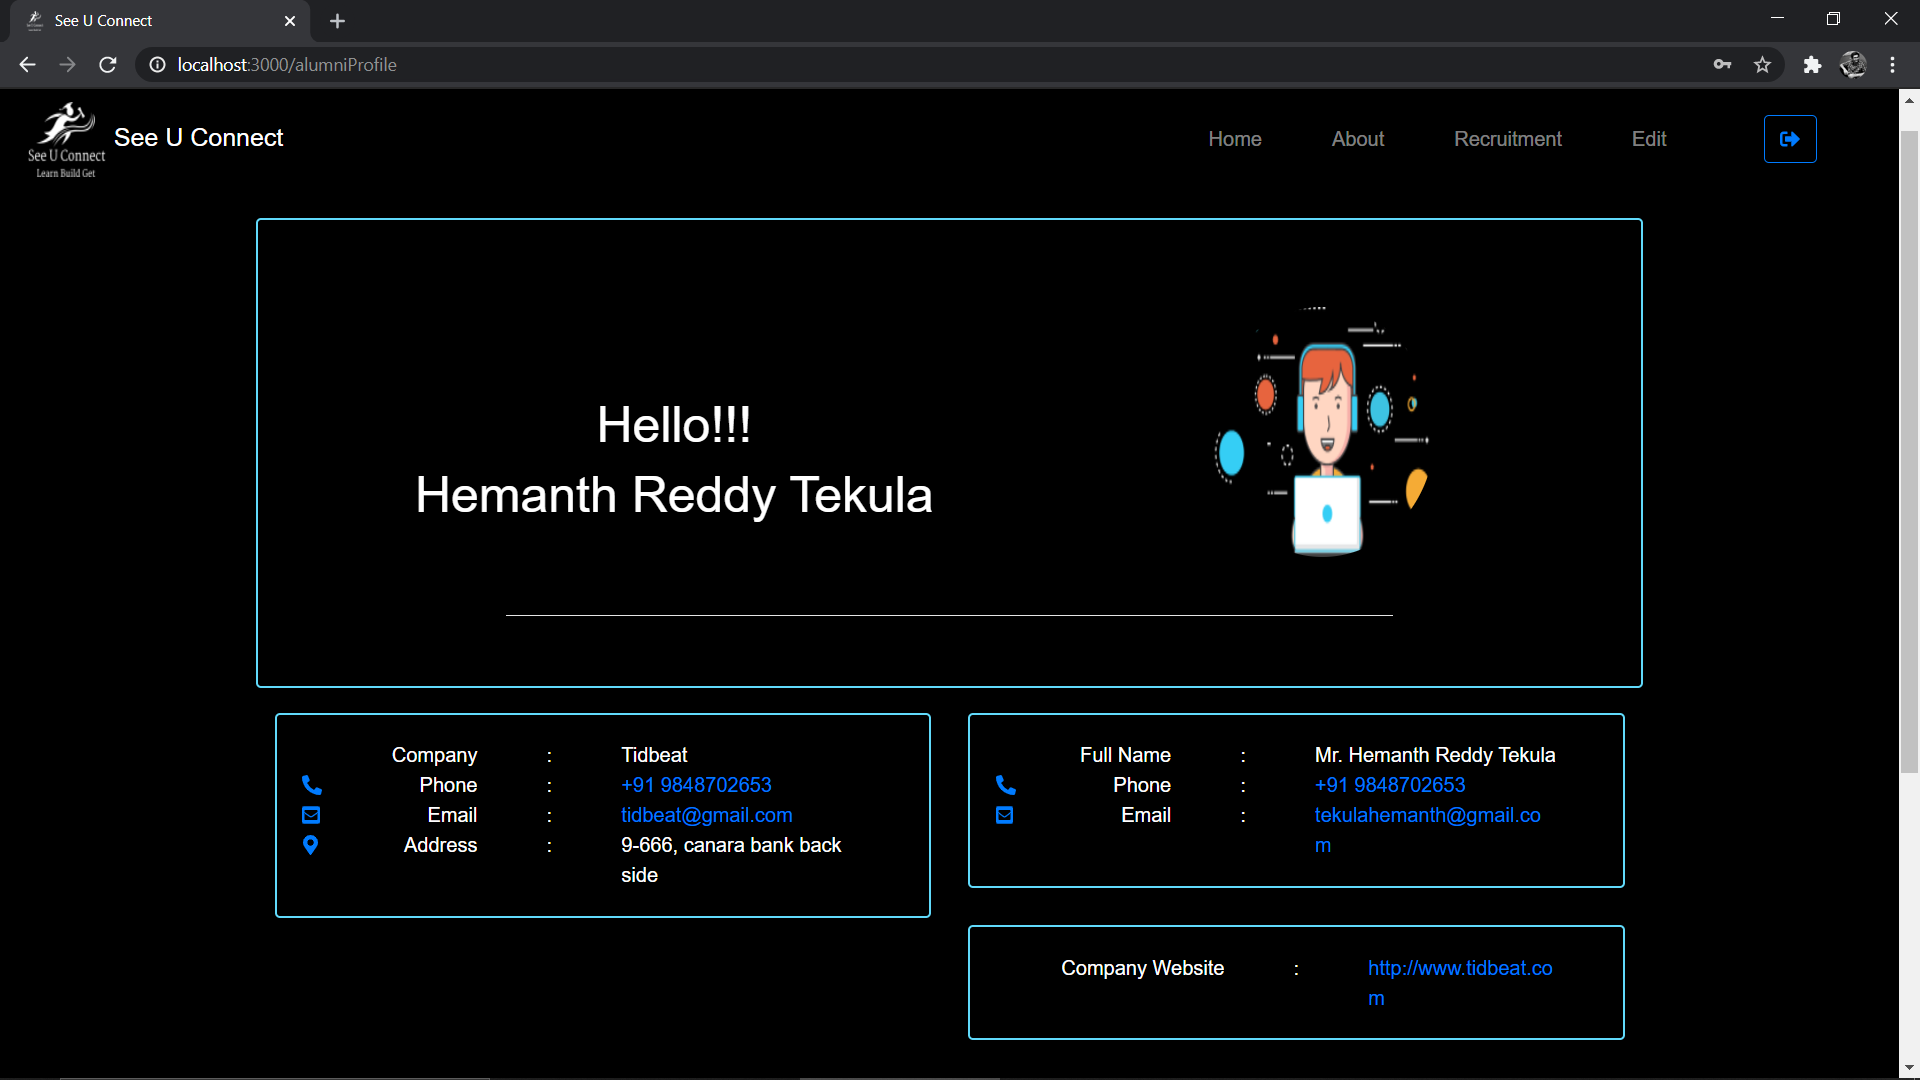 See U Connect
localhost:3000/alumniProfile
See U Connect
Learn Build Get
See U Connect
Home
About
Recruitment
Edit
Hello!!!
Hemanth Reddy Tekula
Company : Tidbeat
Phone : +91 9848702653
Email : tidbeat@gmail.com
Address : 9-666, canara bank back
side
Full Name : Mr. Hemanth Reddy Tekula
Phone : +91 9848702653
Email : tekulahemanth@gmail.co
m
Company Website : http://www.tidbeat.co
m